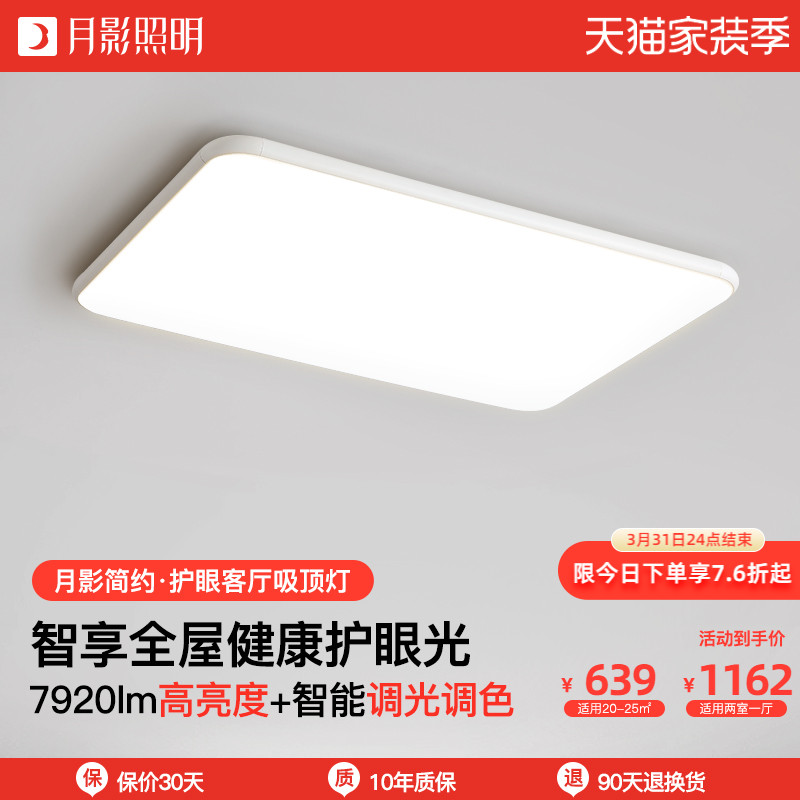 月影照明
天猫家装季
3月31日24点结束
限今日下单享7.6折起
月影简约·护眼客厅吸顶灯
智享全屋健康护眼光
7920lm高亮度+智能调光调色
活动到手价
¥639 ¥1162
适用20-25㎡ 适用两室一厅
保 保价30天 质 10年质保 退 90天退换货